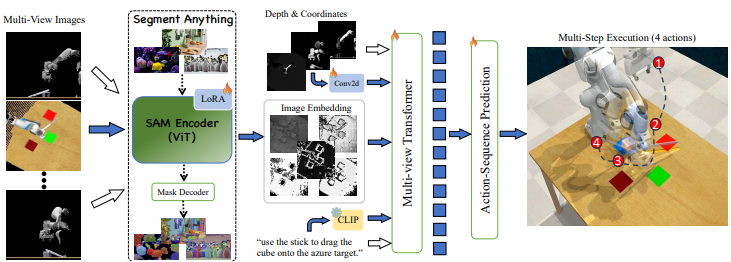 Multi-View Images
Segment Anything
LoRA
SAM Encoder
(ViT)
Mask Decoder
Depth & Coordinates
Conv2d
Image Embedding
CLIP
“use the stick to drag the
cube onto the azure target.”
Multi-view Transformer
Action-Sequence Prediction
Multi-Step Execution (4 actions)
1
2
3
4